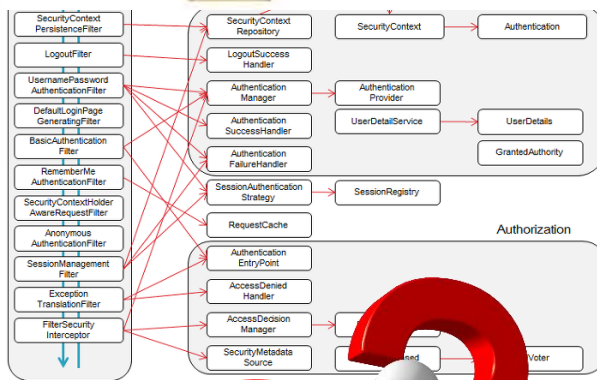 SecurityContext
PersistenceFilter
LogoutFilter
UsernamePassword
AuthenticationFilter
DefaultLoginPage
GeneratingFilter
BasicAuthentication
Filter
RememberMe
AuthenticationFilter
SecurityContextHolder
AwareRequestFilter
Anonymous
AuthenticationFilter
SessionManagement
Filter
Exception
TranslationFilter
FilterSecurity
Interceptor
SecurityContext
Repository
LogoutSuccess
Handler
Authentication
Manager
Authentication
SuccessHandler
Authentication
FailureHandler
SessionAuthentication
Strategy
RequestCache
Authentication
EntryPoint
AccessDenied
Handler
AccessDecision
Manager
SecurityMetadata
Source
SecurityContext
Authentication
Authentication
Provider
UserDetailService
UserDetails
GrantedAuthority
SessionRegistry
Authorization
Voter